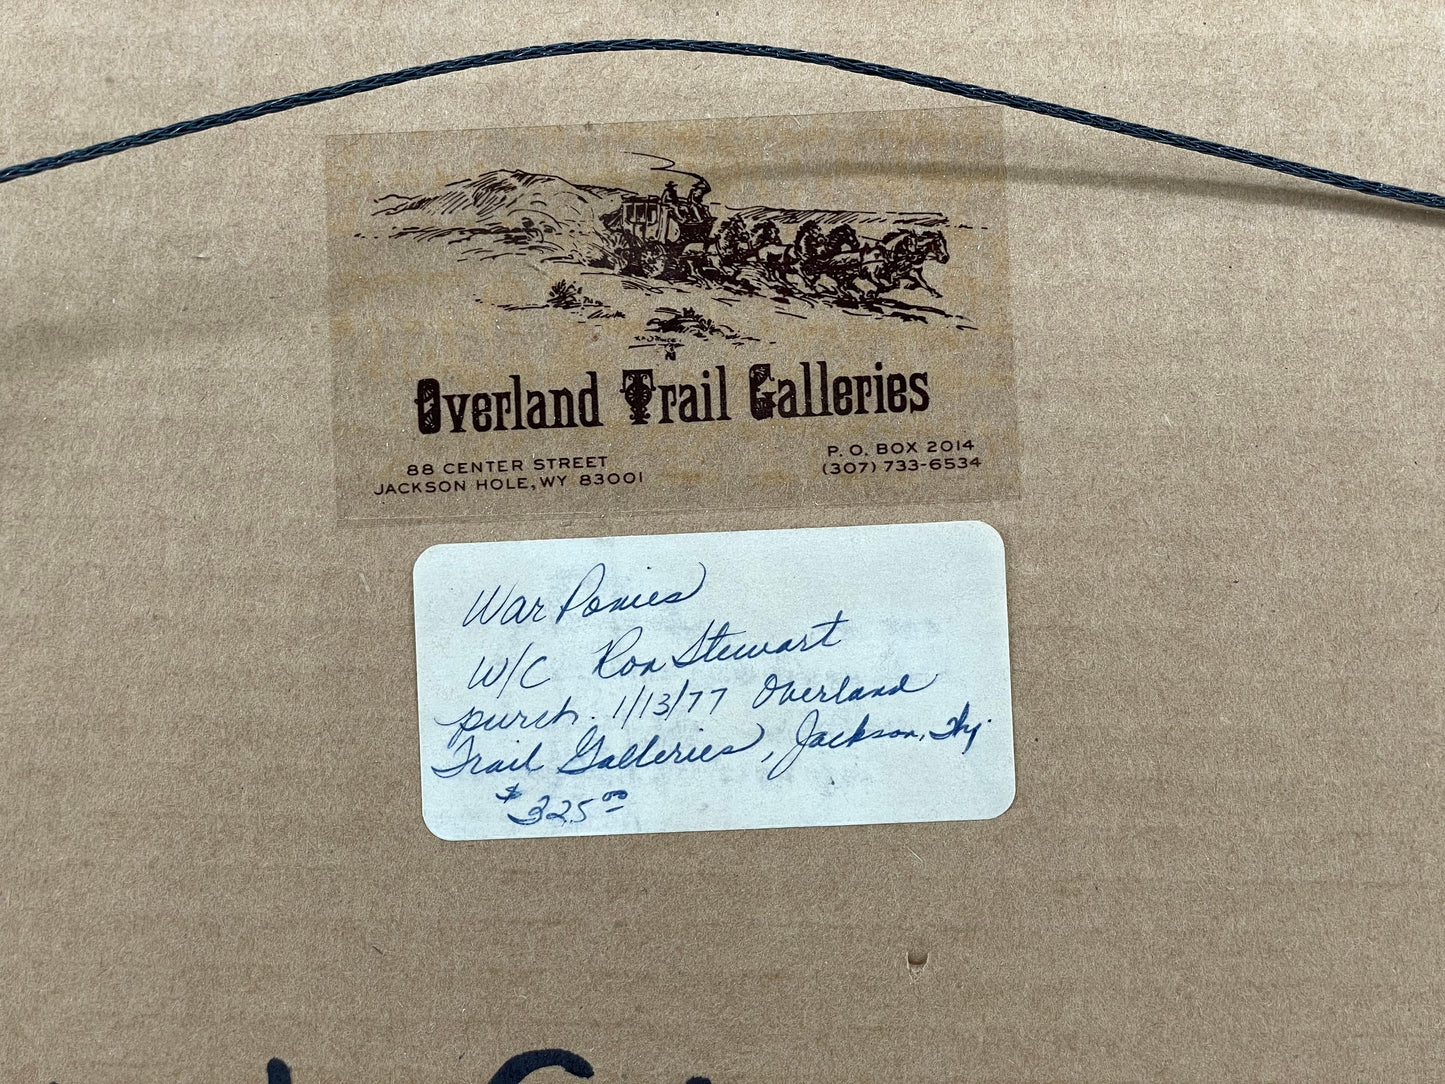 Overland Trail Galleries
88 CENTER STREET
JACKSON HOLE, WY 83001
P. O. BOX 2014
(307) 733-6534
War Ponies
W/C Ron Stewart
purch. 1/13/77 Overland
Trail Galleries, Jackson, Wy.
$325.00